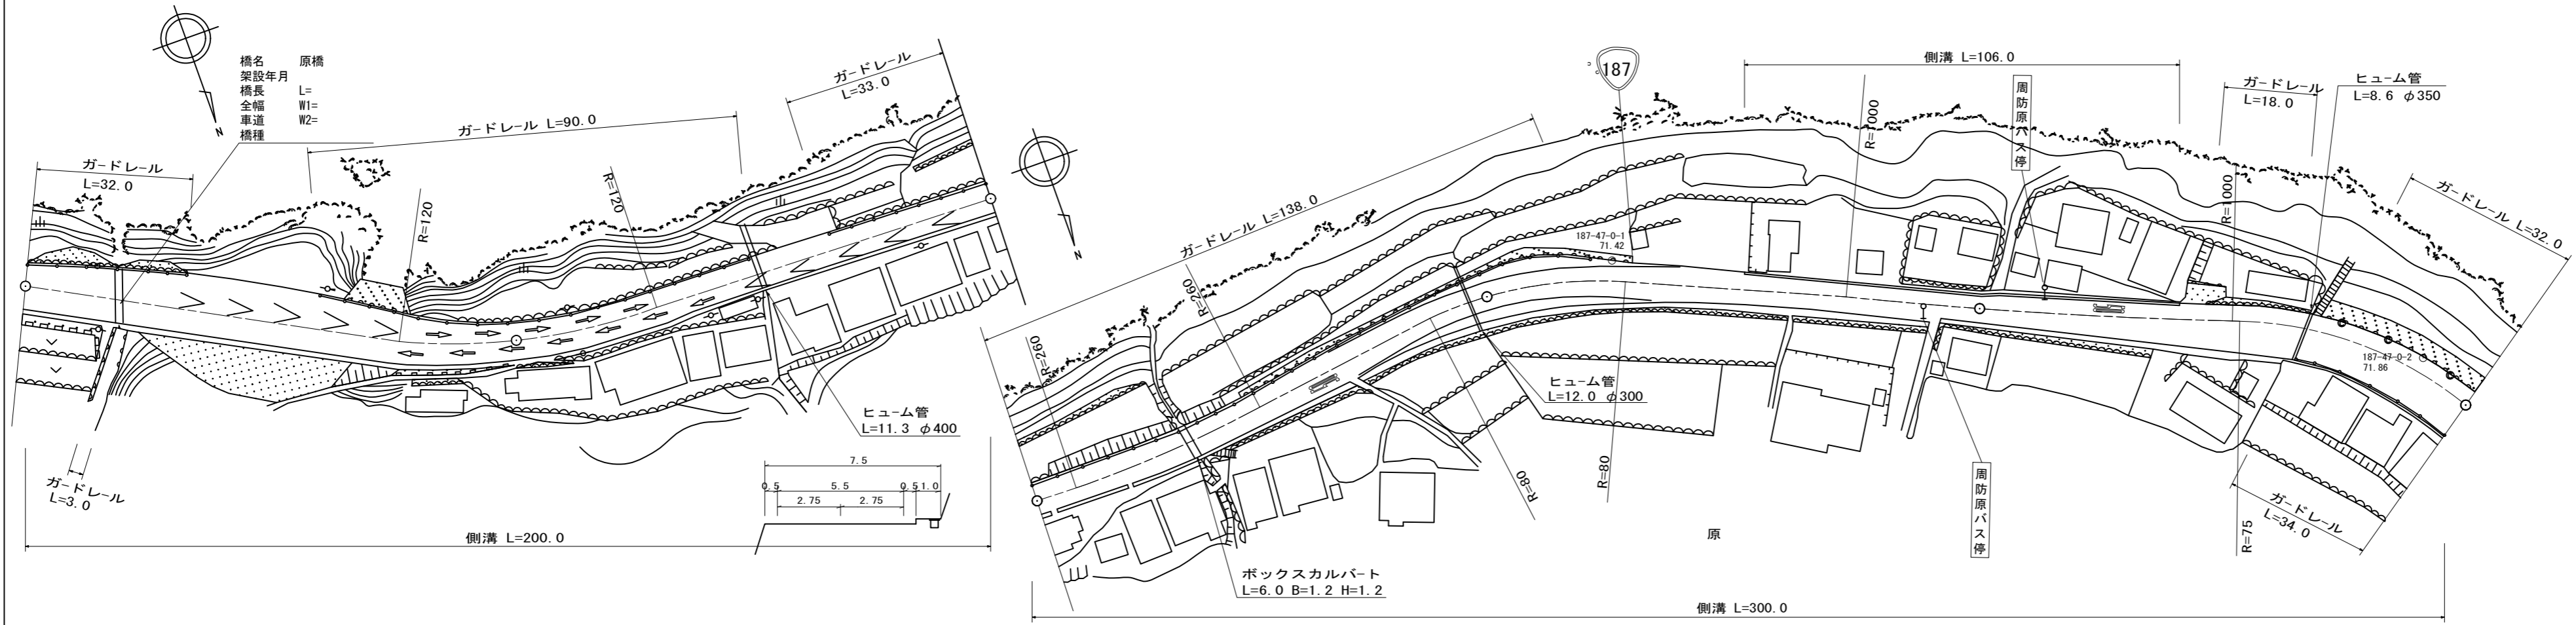 橋名 原橋
架設年月
橋長 L=
全幅 W1=
車道 W2=
橋種
N
ガードレール
L=32.0
ガードレール L=90.0
ガードレール
L=33.0
R=120
R=120
ガードレール
L=3.0
ヒューム管
L=11.3 φ400
7.5
0.5 5.5 0.5 1.0
2.75 2.75
側溝 L=200.0
N
187
側溝 L=106.0
周防原バス停
ガードレール
L=18.0
ヒューム管
L=8.6 φ350
R=1000
R=1000
ガードレール L=138.0
ガードレール L=32.0
187-47-0-1
71.42
R=260
R=260
187-47-0-2
71.86
ヒューム管
L=12.0 φ300
R=80
R=80
周防原バス停
原
R=75
ガードレール
L=34.0
ボックスカルバート
L=6.0 B=1.2 H=1.2
側溝 L=300.0